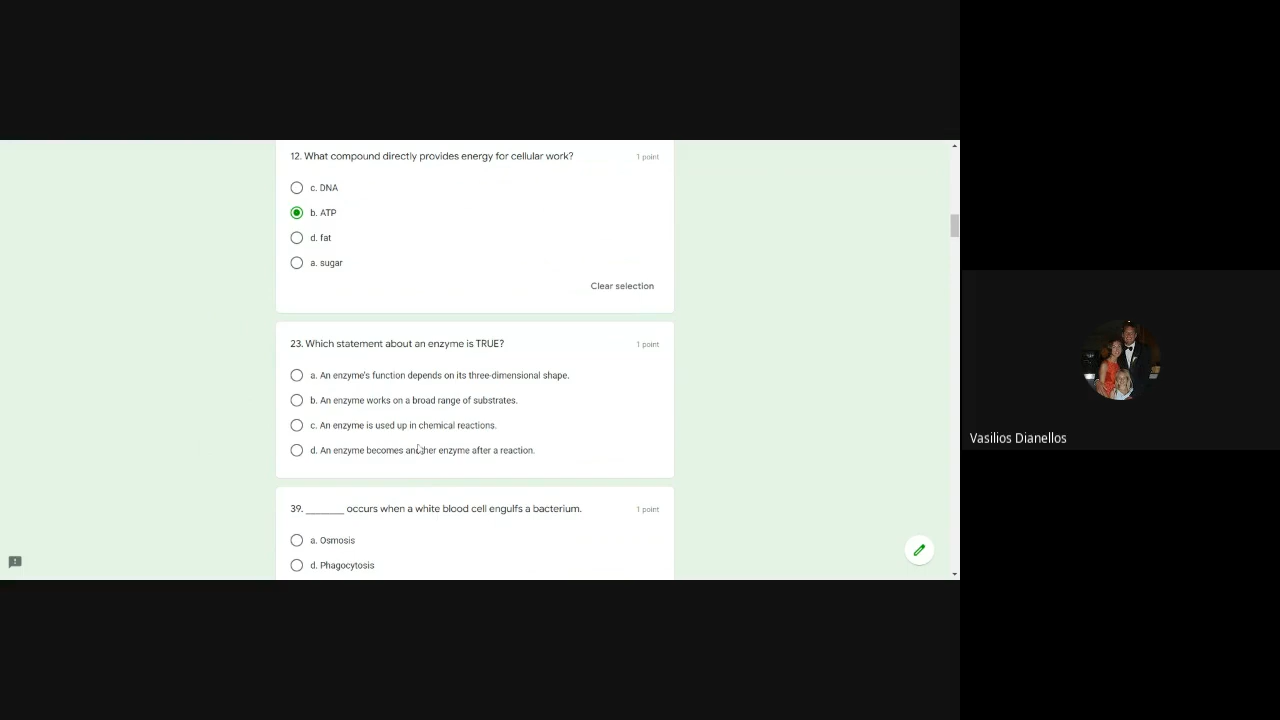 12. What compound directly provides energy for cellular work? 1 point
c. DNA
b. ATP
d. fat
a. sugar
Clear selection
23. Which statement about an enzyme is TRUE? 1 point
a. An enzyme's function depends on its three-dimensional shape.
b. An enzyme works on a broad range of substrates.
c. An enzyme is used up in chemical reactions.
d. An enzyme becomes another enzyme after a reaction.
39. _______ occurs when a white blood cell engulfs a bacterium. 1 point
a. Osmosis
d. Phagocytosis
Vasilios Dianellos